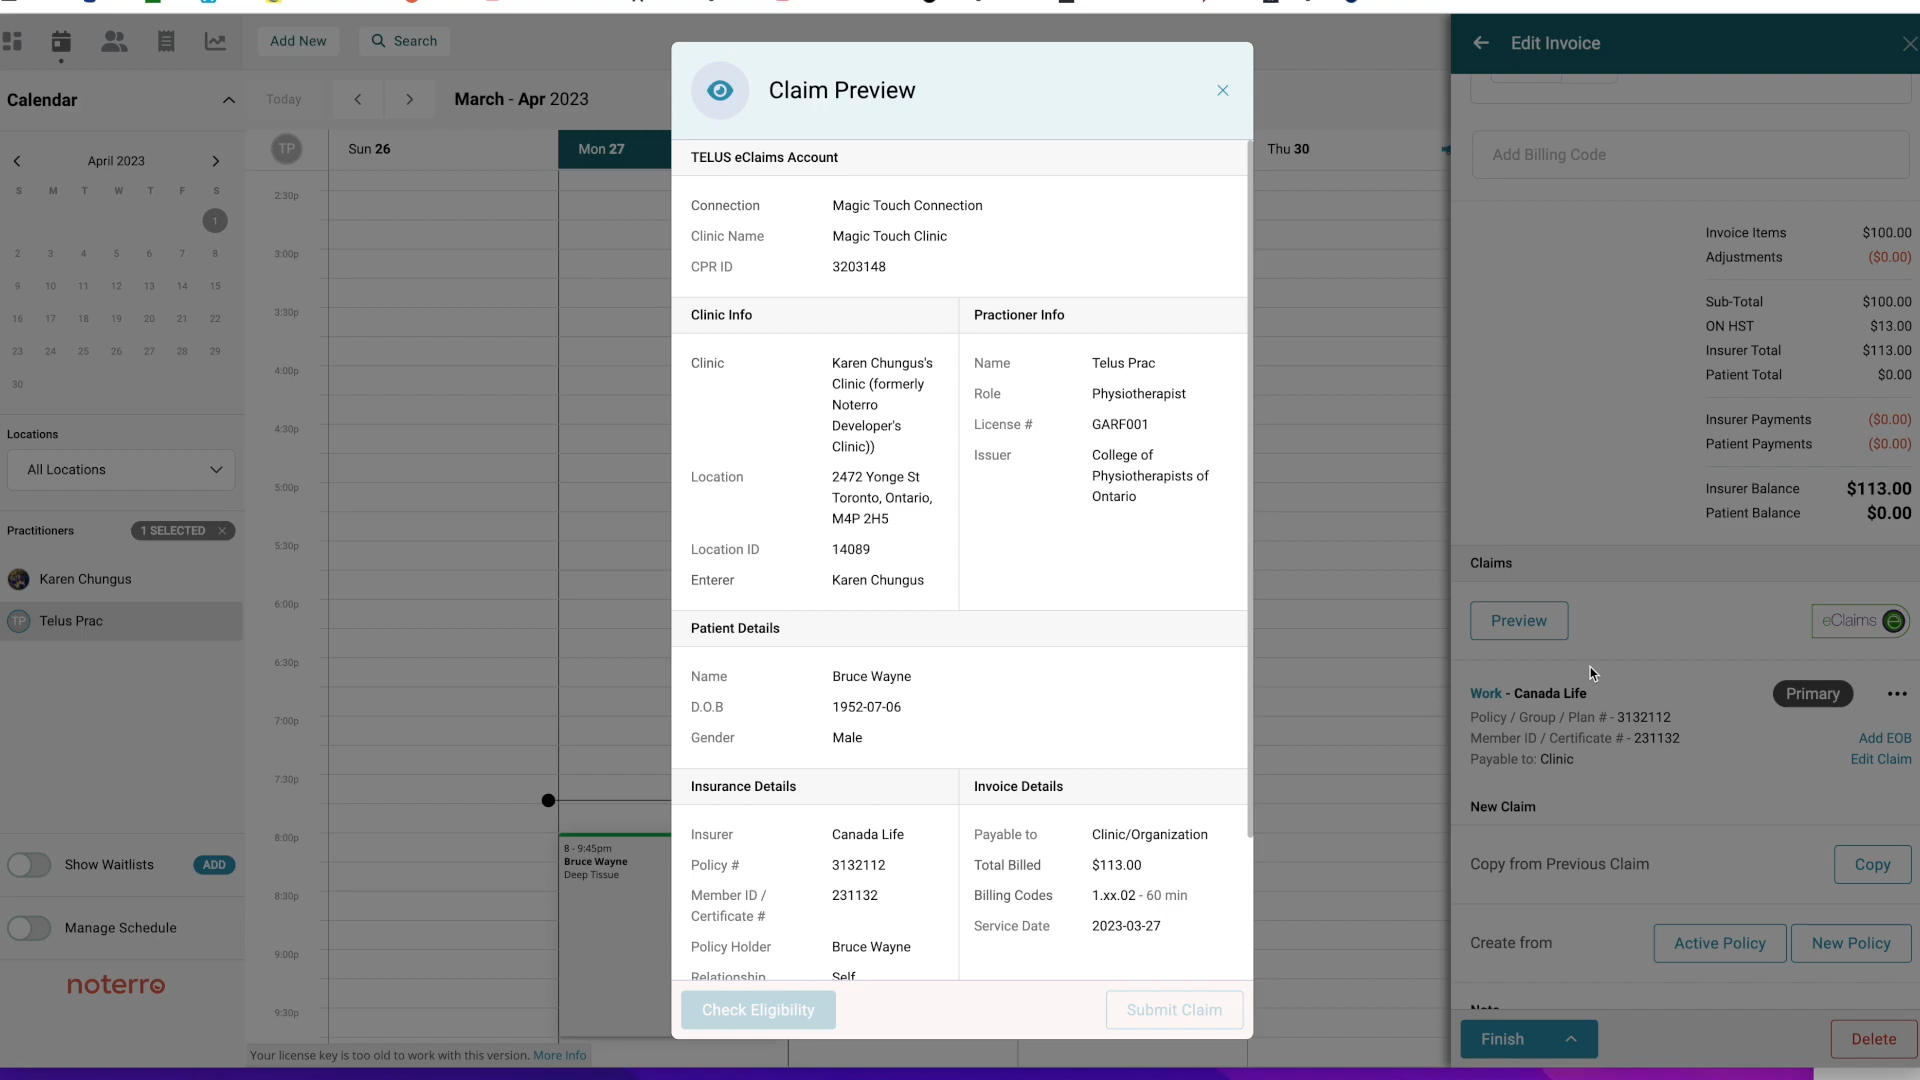 Add New
Search
Calendar
Today
March - Apr 2023
TP
Sun 26
Mon 27
Thu 30
April 2023
S M T W T F S
1
2 3 4 5 6 7 8
9 10 11 12 13 14 15
16 17 18 19 20 21 22
23 24 25 26 27 28 29
30
Locations
All Locations
Practitioners
1 SELECTED
Karen Chungus
TP
Telus Prac
Show Waitlists
ADD
Manage Schedule
noterro
2:30p
3:00p
3:30p
4:00p
4:30p
5:00p
5:30p
6:00p
6:30p
7:00p
7:30p
8:00p
8:30p
9:00p
9:30p
8 - 9:45pm
Bruce Wayne
Deep Tissue
Your license key is too old to work with this version. More Info
Claim Preview
TELUS eClaims Account
Connection Magic Touch Connection
Clinic Name Magic Touch Clinic
CPR ID 3203148
Clinic Info
Clinic Karen Chungus's
Clinic (formerly
Noterro
Developer's
Clinic))
Location 2472 Yonge St
Toronto, Ontario,
M4P 2H5
Location ID 14089
Enterer Karen Chungus
Practioner Info
Name Telus Prac
Role Physiotherapist
License # GARF001
Issuer College of
Physiotherapists of
Ontario
Patient Details
Name Bruce Wayne
D.O.B 1952-07-06
Gender Male
Insurance Details
Insurer Canada Life
Policy # 3132112
Member ID / 231132
Certificate #
Policy Holder Bruce Wayne
Relationship Self
Invoice Details
Payable to Clinic/Organization
Total Billed $113.00
Billing Codes 1.xx.02 - 60 min
Service Date 2023-03-27
Check Eligibility
Submit Claim
Edit Invoice
Add Billing Code
Invoice Items $100.00
Adjustments ($0.00)
Sub-Total $100.00
ON HST $13.00
Insurer Total $113.00
Patient Total $0.00
Insurer Payments ($0.00)
Patient Payments ($0.00)
Insurer Balance $113.00
Patient Balance $0.00
Claims
Preview
eClaims e
Work - Canada Life
Primary
Policy / Group / Plan # - 3132112
Member ID / Certificate # - 231132
Add EOB
Payable to: Clinic
Edit Claim
New Claim
Copy from Previous Claim
Copy
Create from
Active Policy
New Policy
Note
Finish
Delete